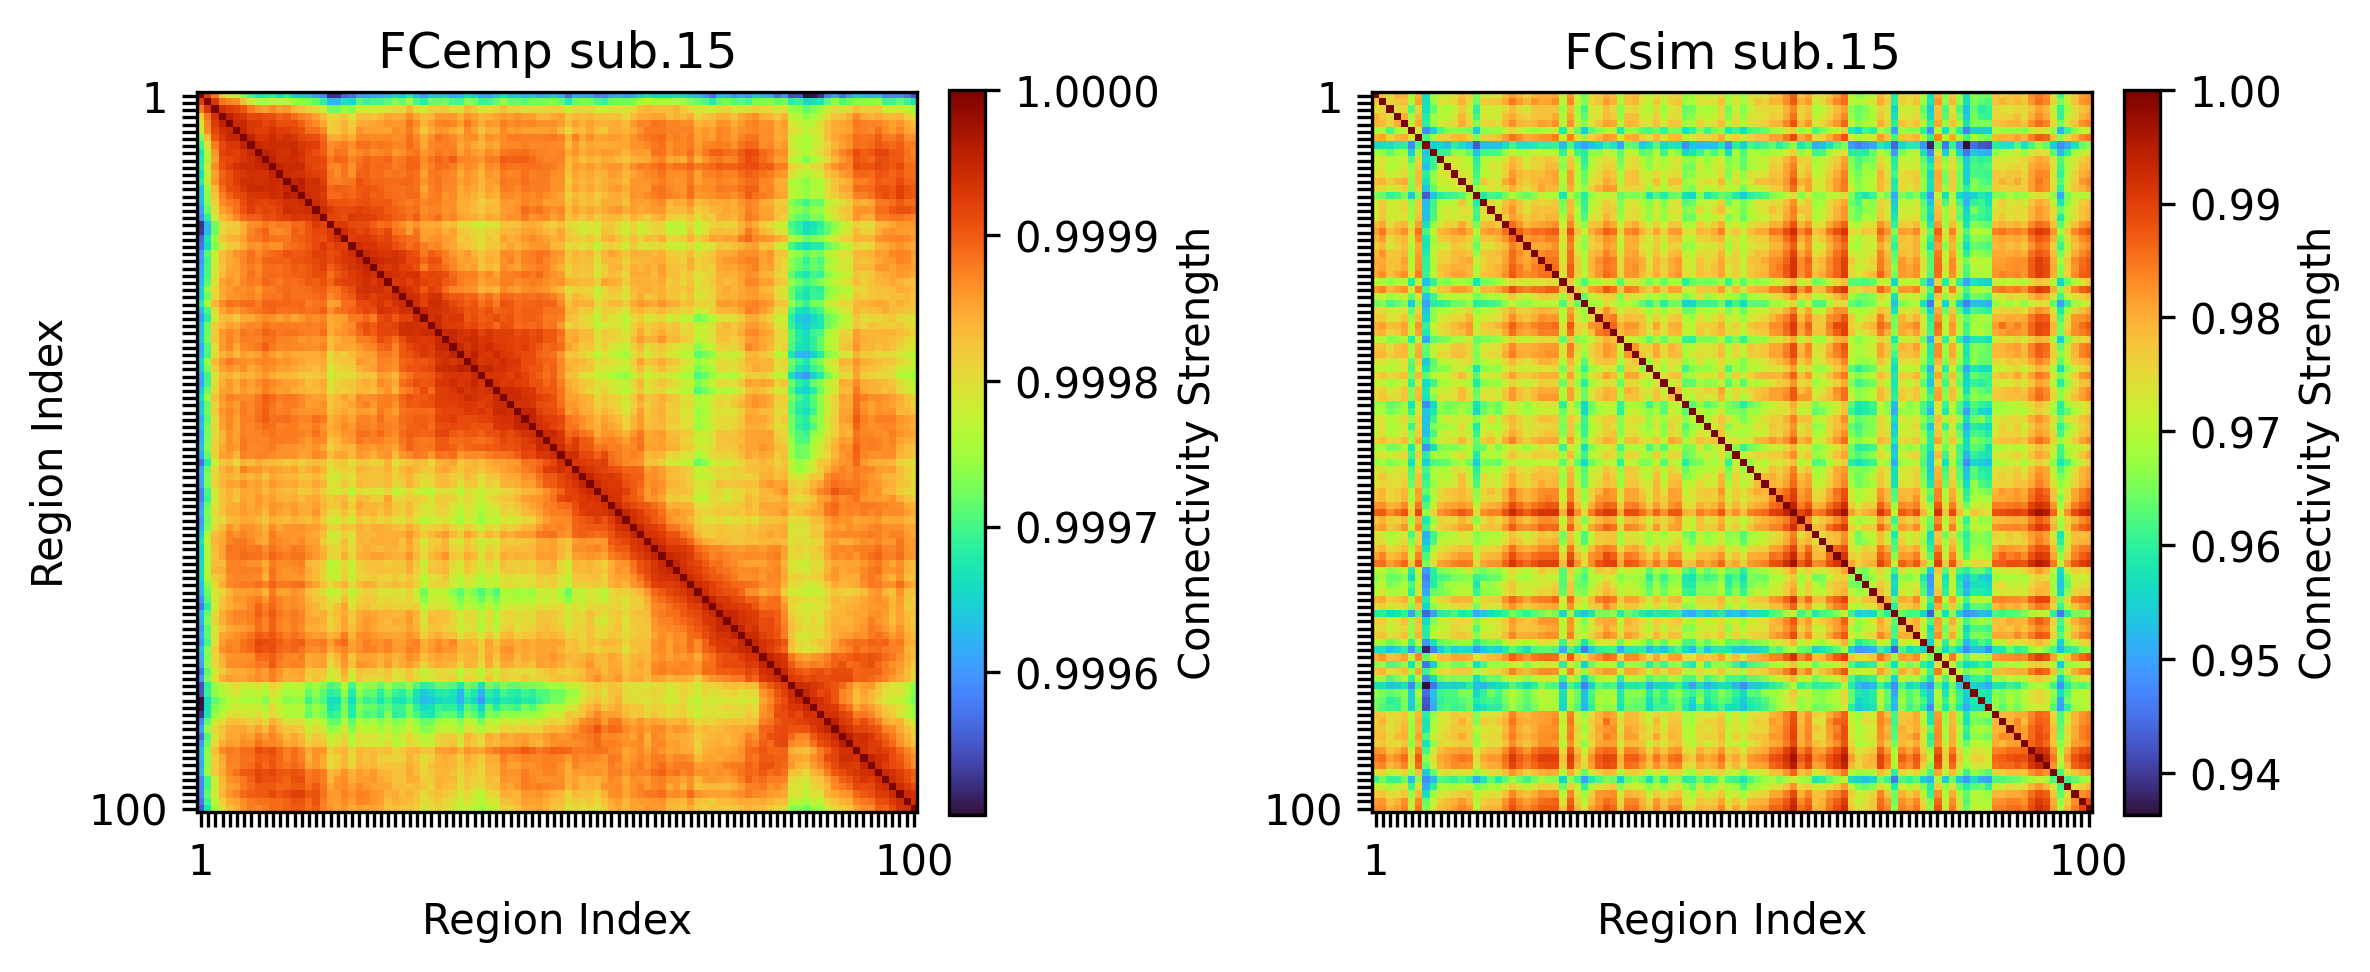 FCemp sub.15
1
100
1
100
Region Index
Region Index
1.0000
0.9999
0.9998
0.9997
0.9996
Connectivity Strength
FCsim sub.15
1
100
1
100
Region Index
1.00
0.99
0.98
0.97
0.96
0.95
0.94
Connectivity Strength